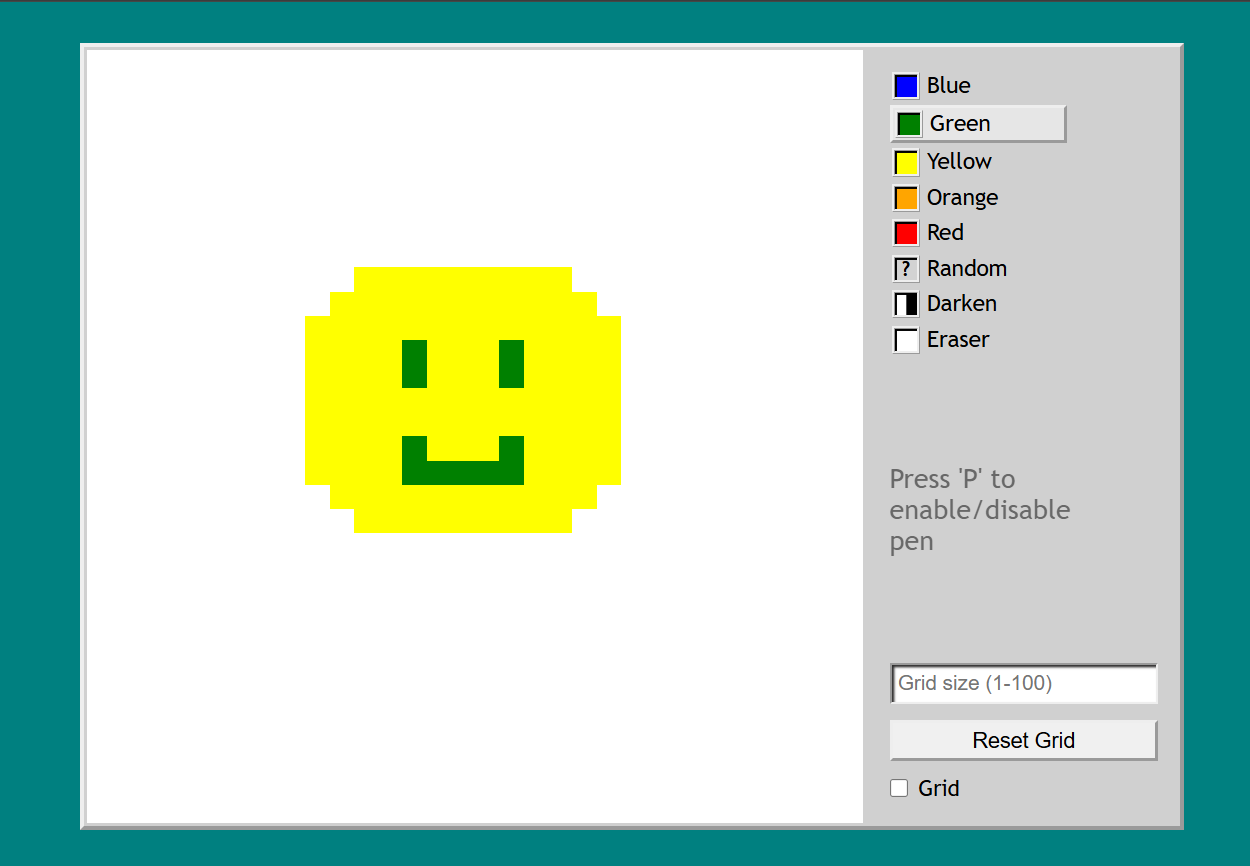 Blue
Green
Yellow
Orange
Red
? Random
Darken
Eraser
Press 'P' to
enable/disable
pen
Grid size (1-100)
Reset Grid
Grid